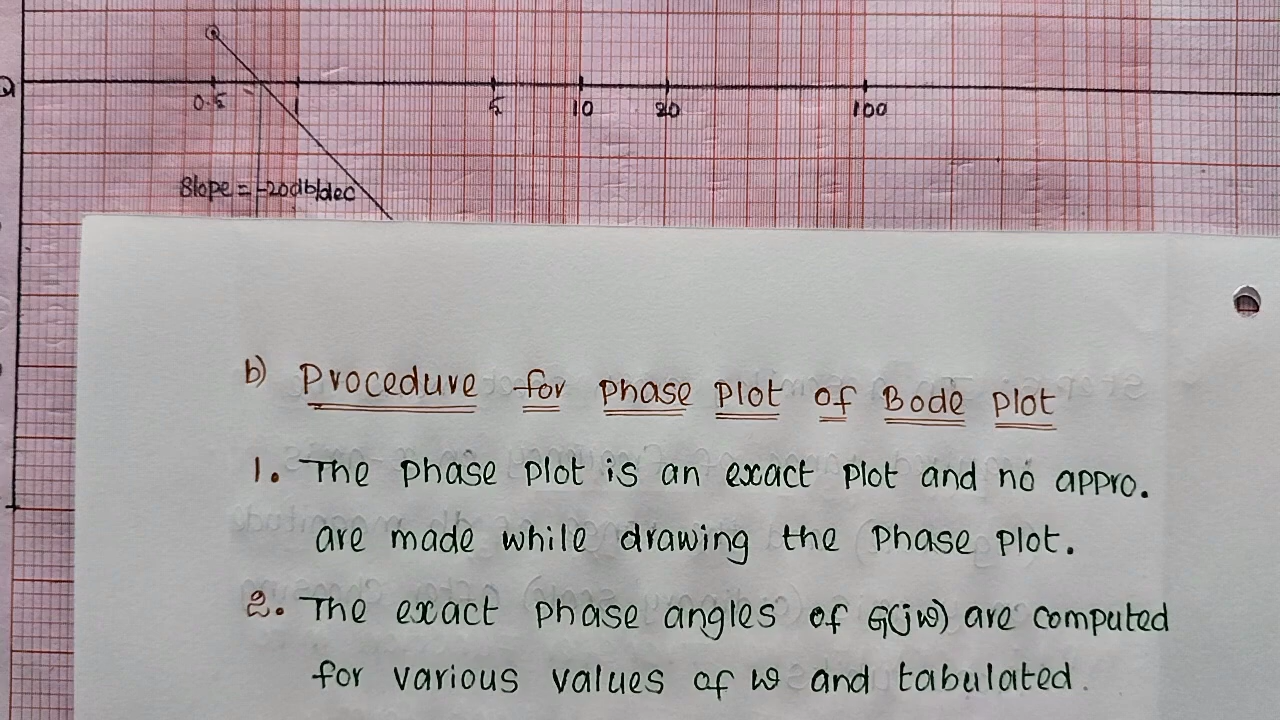 0.5 1 5 10 20 100
Slope = -20db/dec
b) Procedure for phase plot of Bode plot
1. The phase plot is an exact plot and no appro.
are made while drawing the phase plot.
2. The exact phase angles of G(jω) are computed
for various values of ω and tabulated.